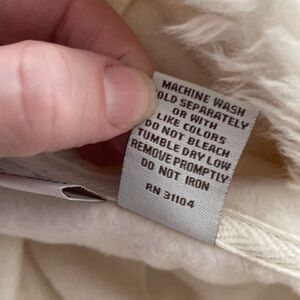 MACHINE WASH
OLD SEPARATELY
OR WITH
LIKE COLORS
DO NOT BLEACH
TUMBLE DRY LOW
REMOVE PROMPTLY
DO NOT IRON
RN 31104